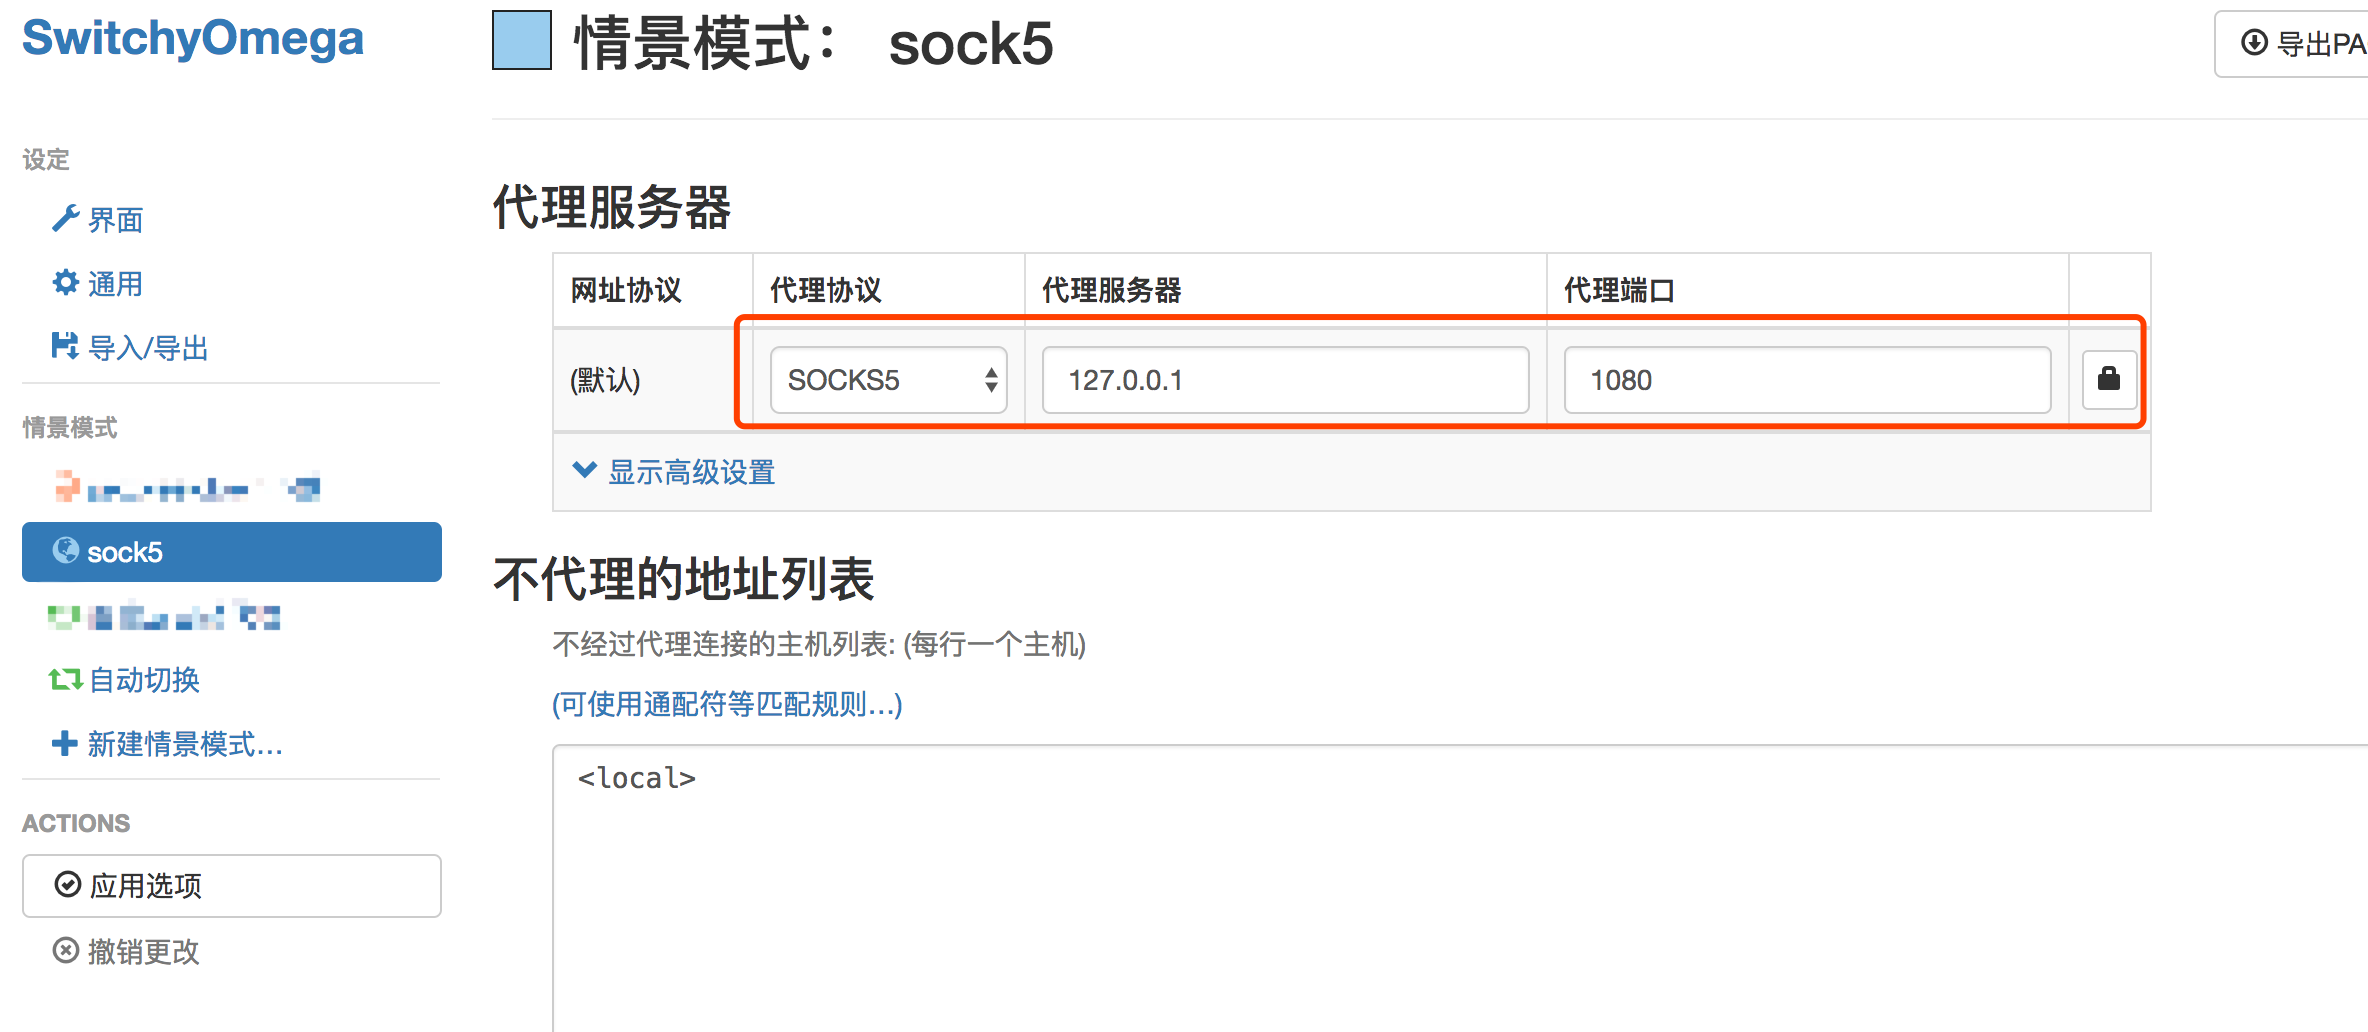 SwitchyOmega
设定
界面
通用
导入/导出
情景模式
sock5
自动切换
新建情景模式...
ACTIONS
应用选项
撤销更改
情景模式： sock5
导出PA
代理服务器
网址协议 代理协议 代理服务器 代理端口
(默认) SOCKS5 127.0.0.1 1080
显示高级设置
不代理的地址列表
不经过代理连接的主机列表: (每行一个主机)
(可使用通配符等匹配规则...)
<local>